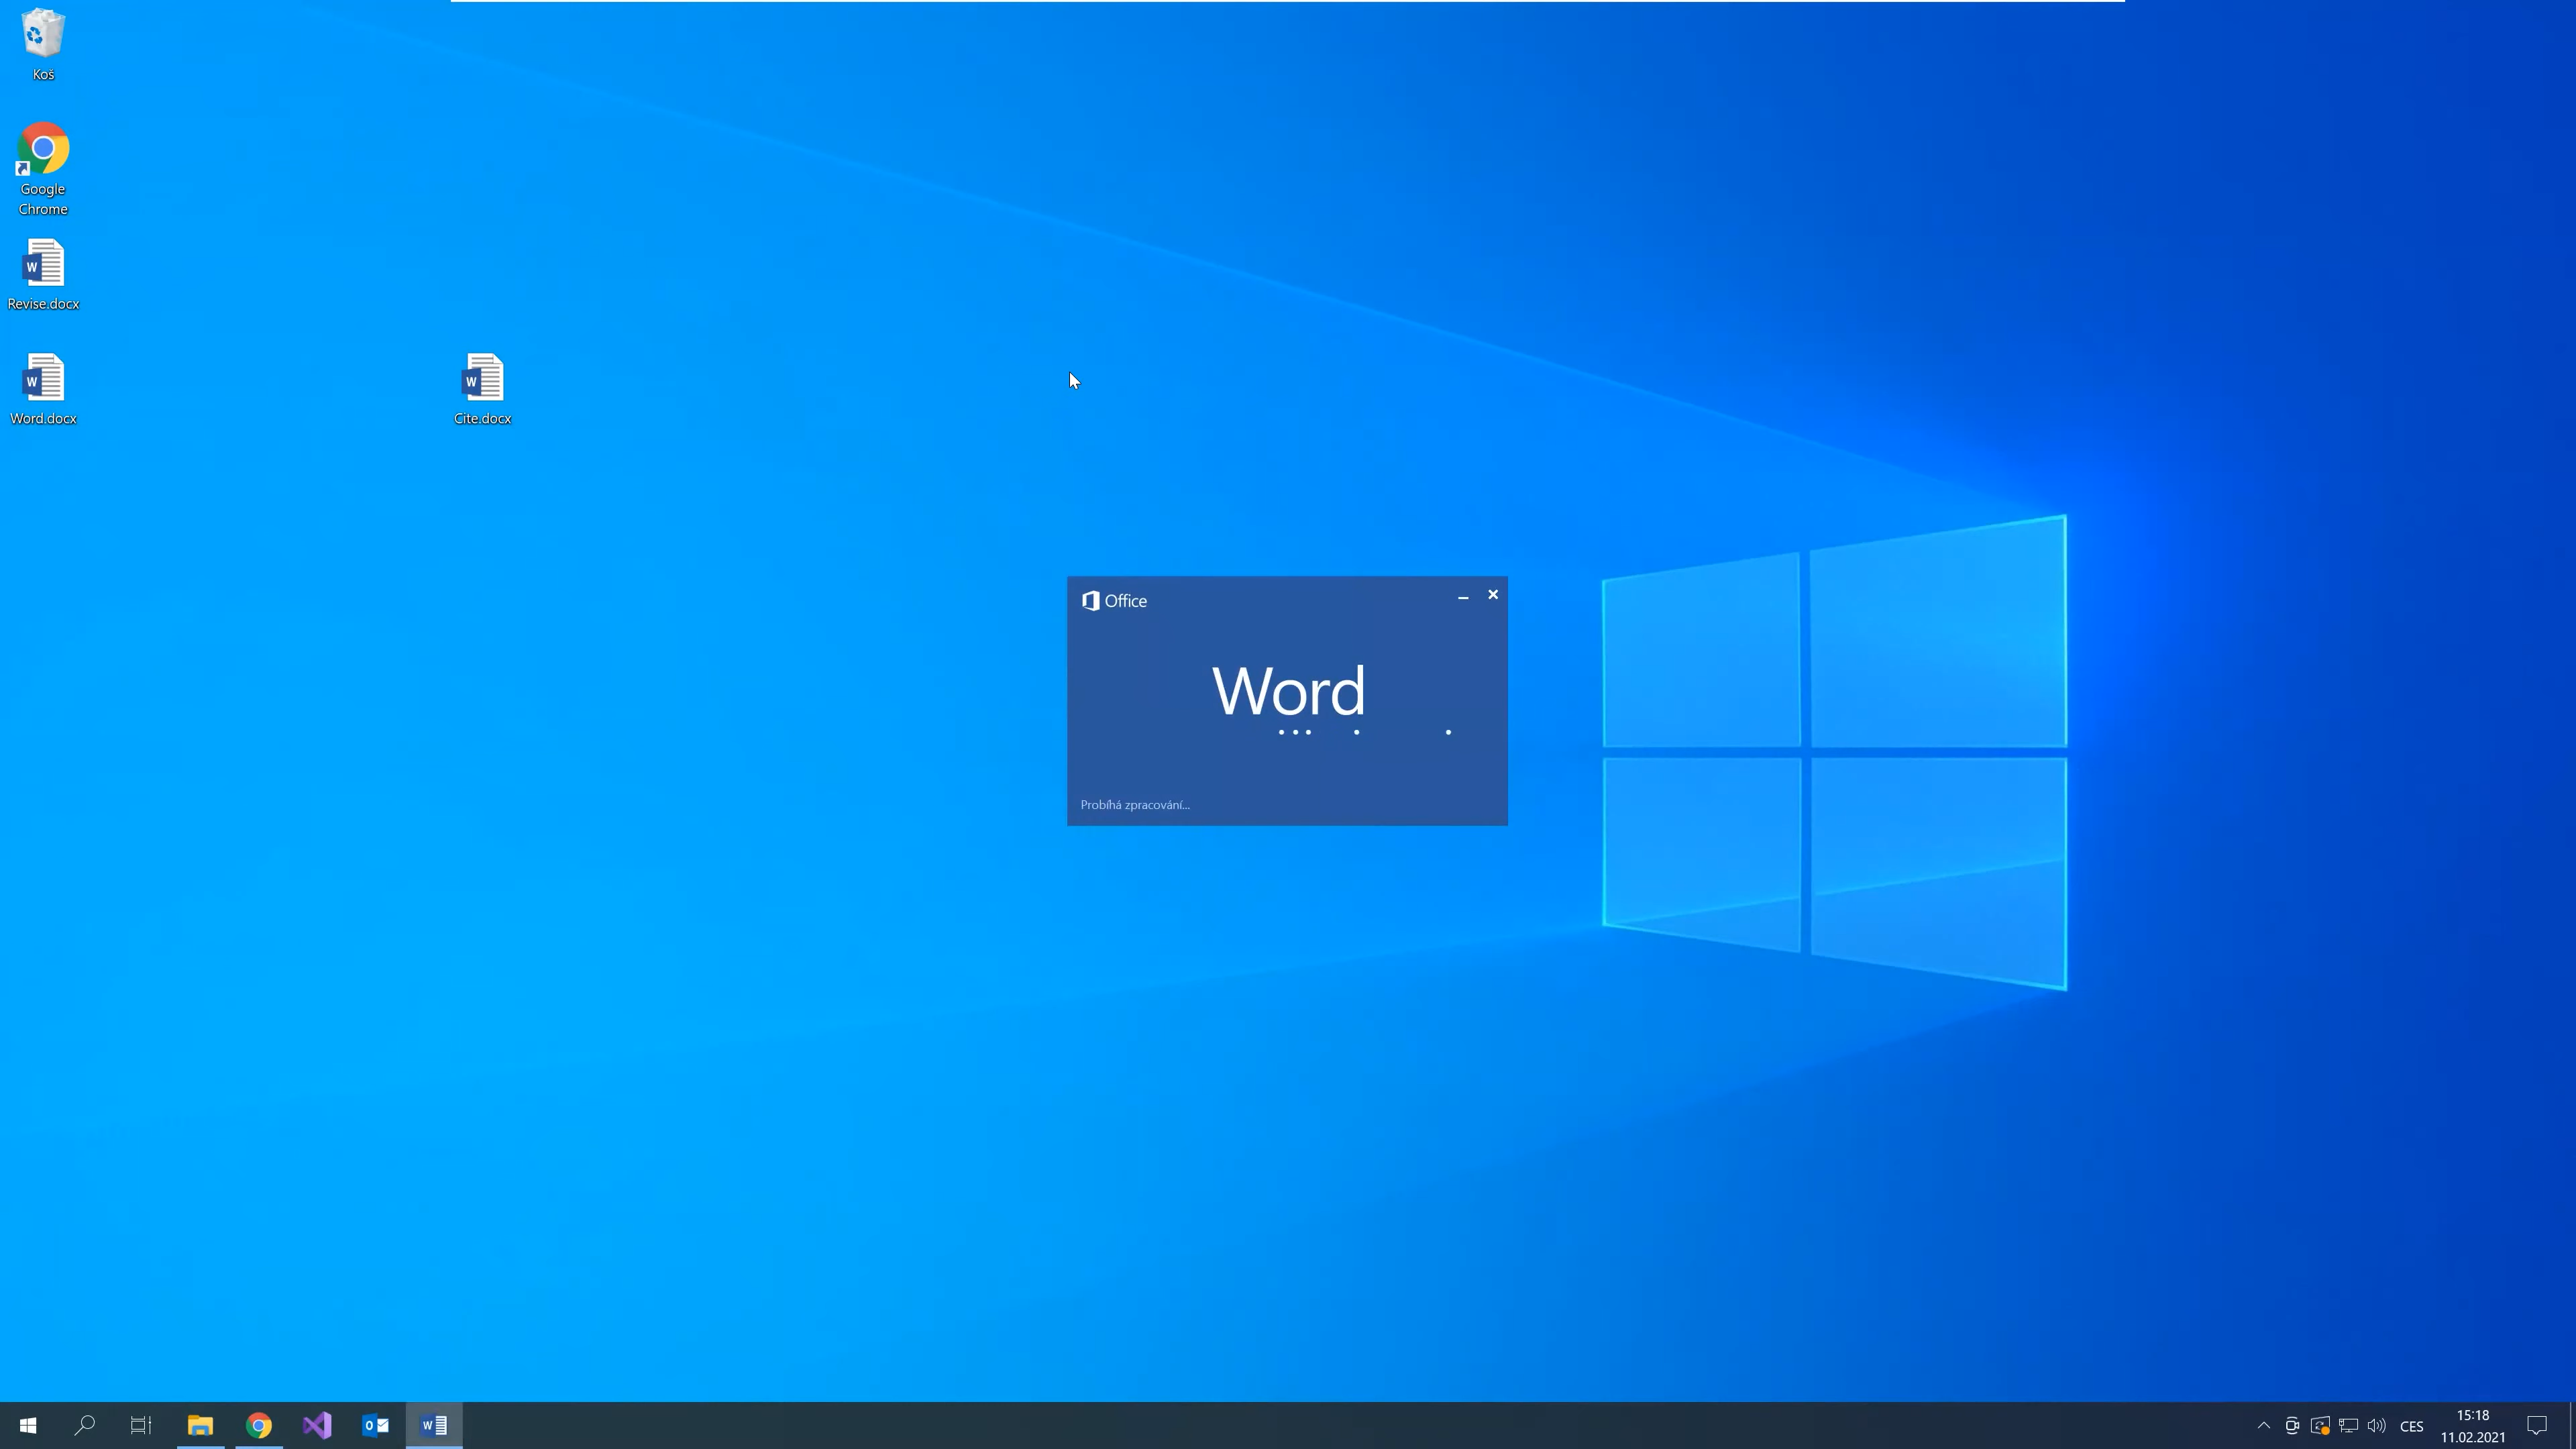 Koš
Google
Chrome
Revise.docx
Word.docx
Cite.docx
Office
Word
Probíhá zpracování...
CES
15:18
11.02.2021